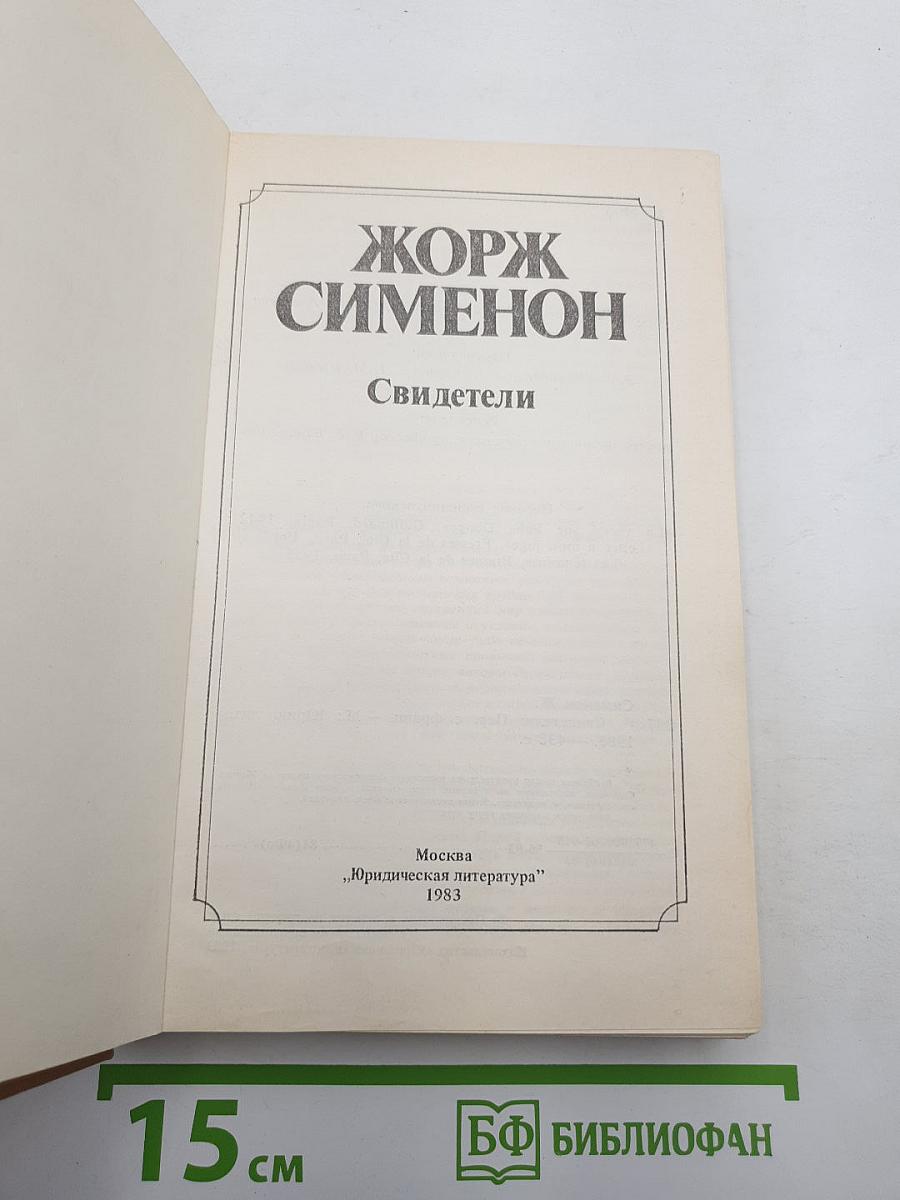 ЖОРЖ
СИМЕНОН
Свидетели
Москва
„Юридическая литература”
1983
15 см
БФ БИБЛИОФАН